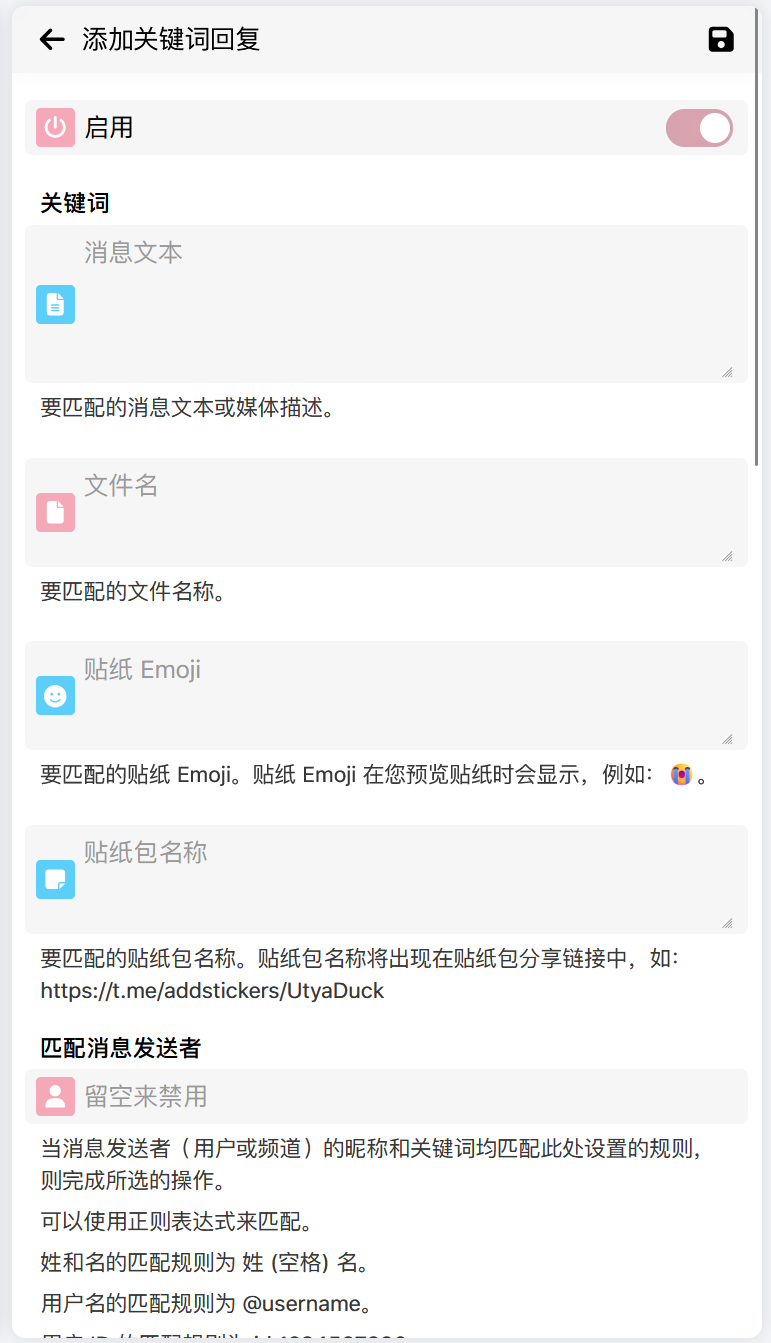 添加关键词回复
启用
关键词
消息文本
要匹配的消息文本或媒体描述。
文件名
要匹配的文件名称。
贴纸 Emoji
要匹配的贴纸 Emoji。贴纸 Emoji 在您预览贴纸时会显示，例如：😭。
贴纸包名称
要匹配的贴纸包名称。贴纸包名称将出现在贴纸包分享链接中，如：
https://t.me/addstickers/UtyaDuck
匹配消息发送者
留空来禁用
当消息发送者（用户或频道）的昵称和关键词均匹配此处设置的规则，
则完成所选的操作。
可以使用正则表达式来匹配。
姓和名的匹配规则为 姓 (空格) 名。
用户名的匹配规则为 @username。